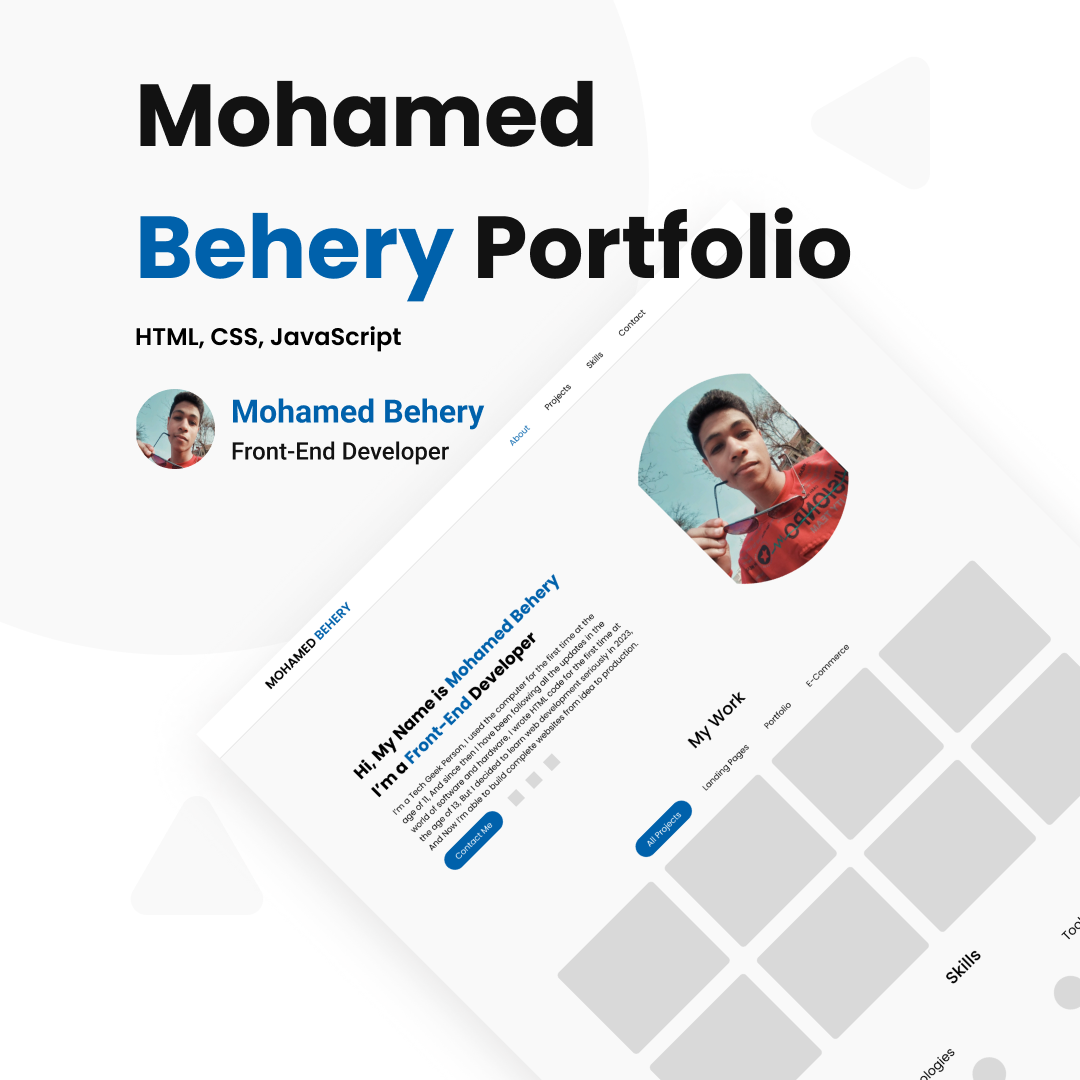 Mohamed
Behery Portfolio
HTML, CSS, JavaScript
Mohamed Behery
Front-End Developer
MOHAMED BEHERY
About
Projects
Skills
Contact
Hi, My Name is Mohamed Behery
I'm a Front-End Developer
I'm a Tech Geek Person, I used the computer for the first time at the
age of 11, And since then I have been following all the updates in the
world of software and hardware, I wrote HTML code for the first time at
the age of 13, But I decided to learn web development seriously in 2023,
And Now I'm able to build complete websites from idea to production.
Contact Me
My Work
All Projects
Landing Pages
Portfolio
E-Commerce
Skills